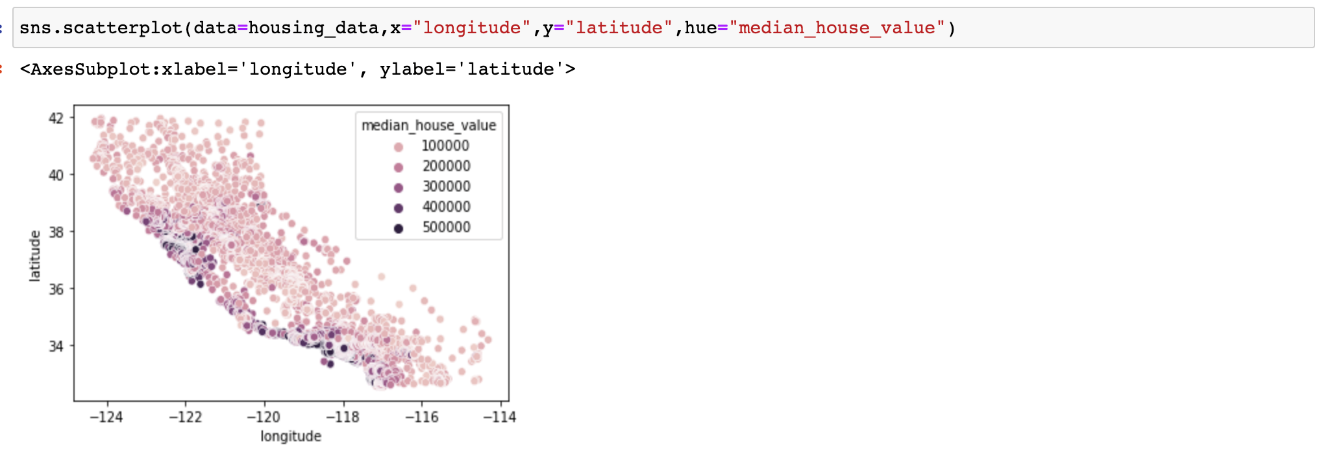 sns.scatterplot(data=housing_data,x="longitude",y="latitude",hue="median_house_value")
<AxesSubplot:xlabel='longitude', ylabel='latitude'>
median_house_value
100000
200000
300000
400000
500000
latitude
42
40
38
36
34
−124 −122 −120 −118 −116 −114
longitude